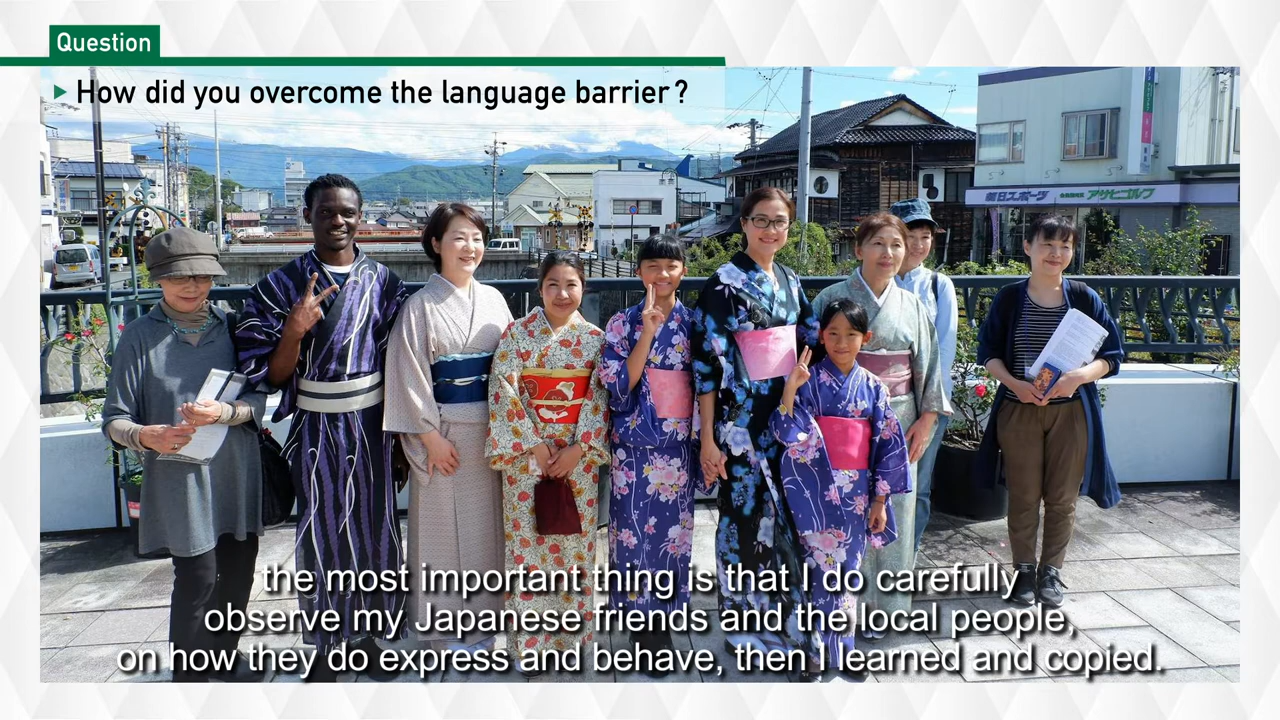 Question
How did you overcome the language barrier?
朝日スポーツ
アサヒゴルフ
the most important thing is that I do carefully
observe my Japanese friends and the local people,
on how they do express and behave, then I learned and copied.